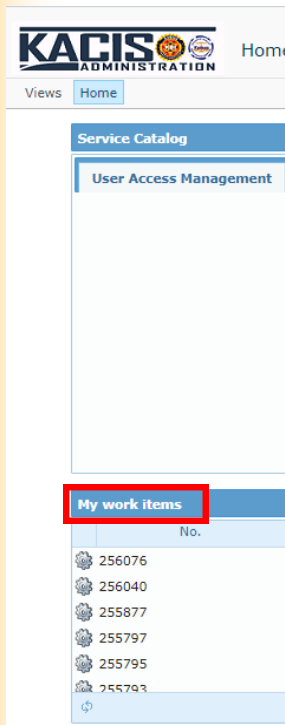 KACIS
ADMINISTRATION
Home
Views Home
Service Catalog
User Access Management
My work items
No.
256076
256040
255877
255797
255795
255793